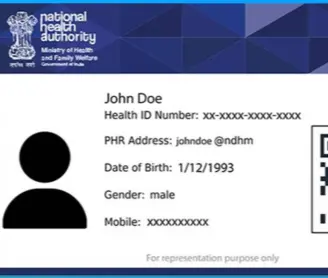 national
health
authority
Ministry of Health
and Family Welfare
Government of India
John Doe
Health ID Number: xx-xxxx-xxxx-xxxx
PHR Address: johndoe @ndhm
Date of Birth: 1/12/1993
Gender: male
Mobile: xxxxxxxxxx
For representation purpose only